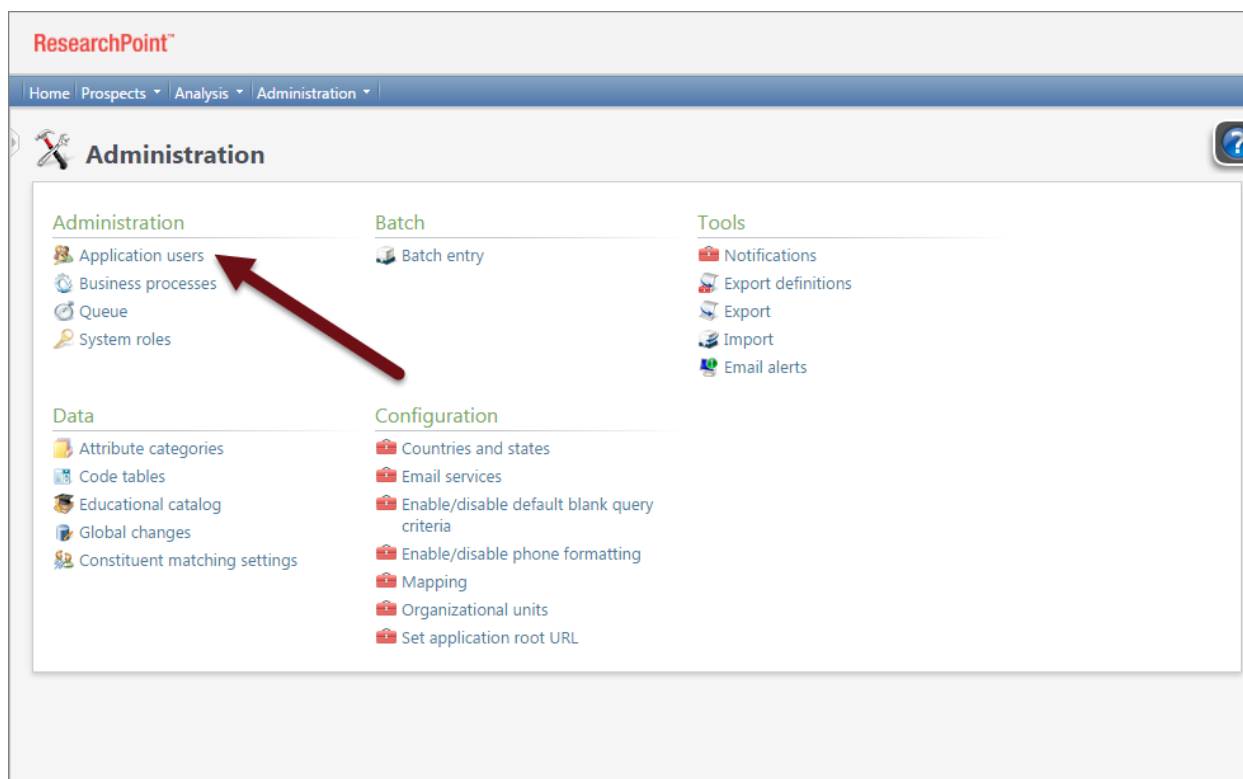 ResearchPoint™
Home Prospects Analysis Administration
Administration
Administration
Application users
Business processes
Queue
System roles
Batch
Batch entry
Tools
Notifications
Export definitions
Export
Import
Email alerts
Data
Attribute categories
Code tables
Educational catalog
Global changes
Constituent matching settings
Configuration
Countries and states
Email services
Enable/disable default blank query
criteria
Enable/disable phone formatting
Mapping
Organizational units
Set application root URL